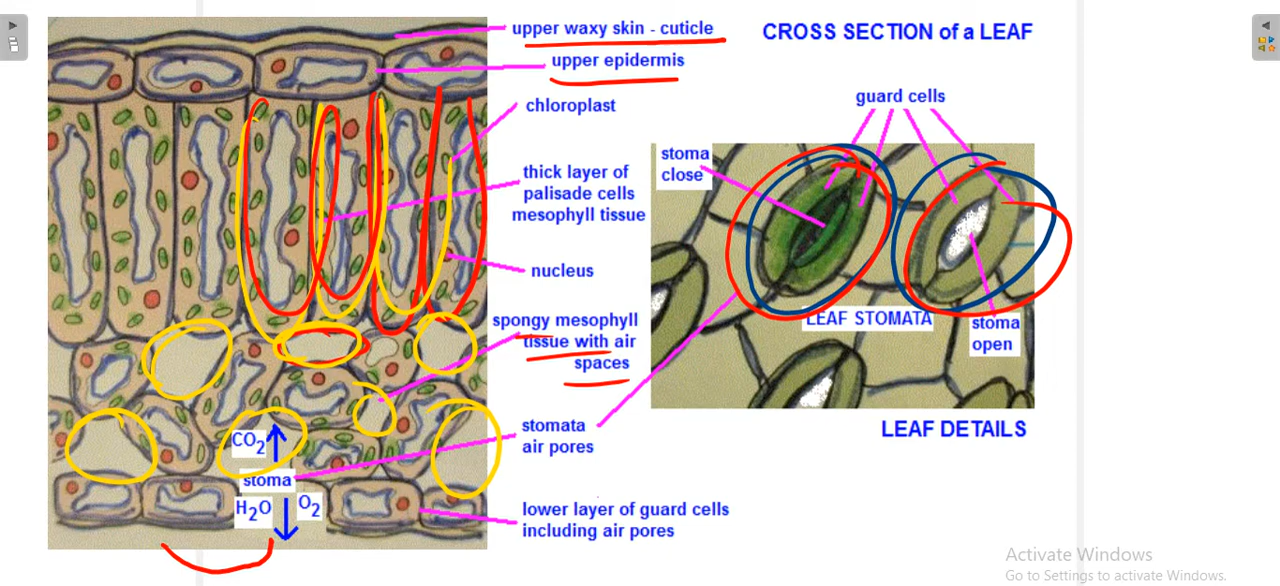 upper waxy skin - cuticle
upper epidermis
chloroplast
thick layer of
palisade cells
mesophyll tissue
nucleus
spongy mesophyll
tissue with air
spaces
stomata
air pores
lower layer of guard cells
including air pores
CO2
stoma
H2O
O2
CROSS SECTION of a LEAF
guard cells
stoma
close
LEAF STOMATA
stoma
open
LEAF DETAILS
Activate Windows
Go to Settings to activate Windows.